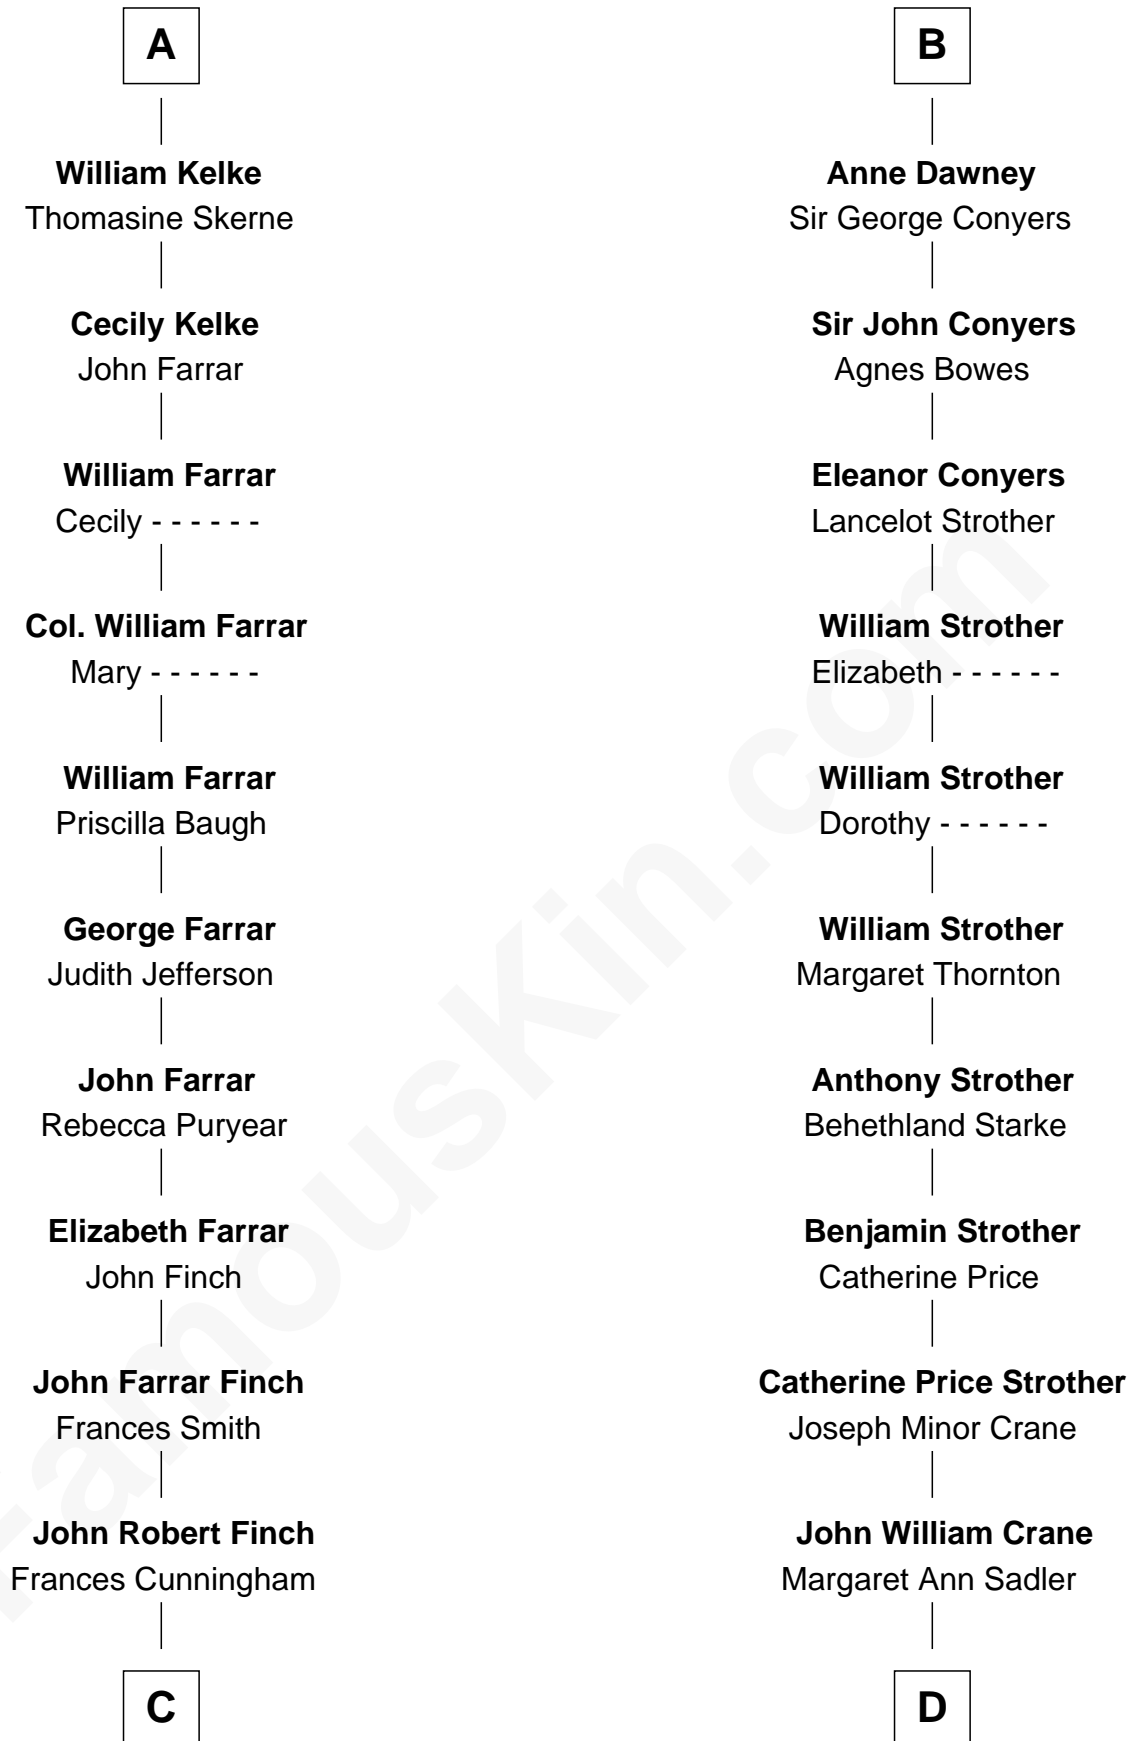 A
William Kelke
Thomasine Skerne
Cecily Kelke
John Farrar
William Farrar
Cecily - - - - - -
Col. William Farrar
Mary - - - - - -
William Farrar
Priscilla Baugh
George Farrar
Judith Jefferson
John Farrar
Rebecca Puryear
Elizabeth Farrar
John Finch
John Farrar Finch
Frances Smith
John Robert Finch
Frances Cunningham
C
B
Anne Dawney
Sir George Conyers
Sir John Conyers
Agnes Bowes
Eleanor Conyers
Lancelot Strother
William Strother
Elizabeth - - - - - -
William Strother
Dorothy - - - - - -
William Strother
Margaret Thornton
Anthony Strother
Behethland Starke
Benjamin Strother
Catherine Price
Catherine Price Strother
Joseph Minor Crane
John William Crane
Margaret Ann Sadler
D
FamousKin.com